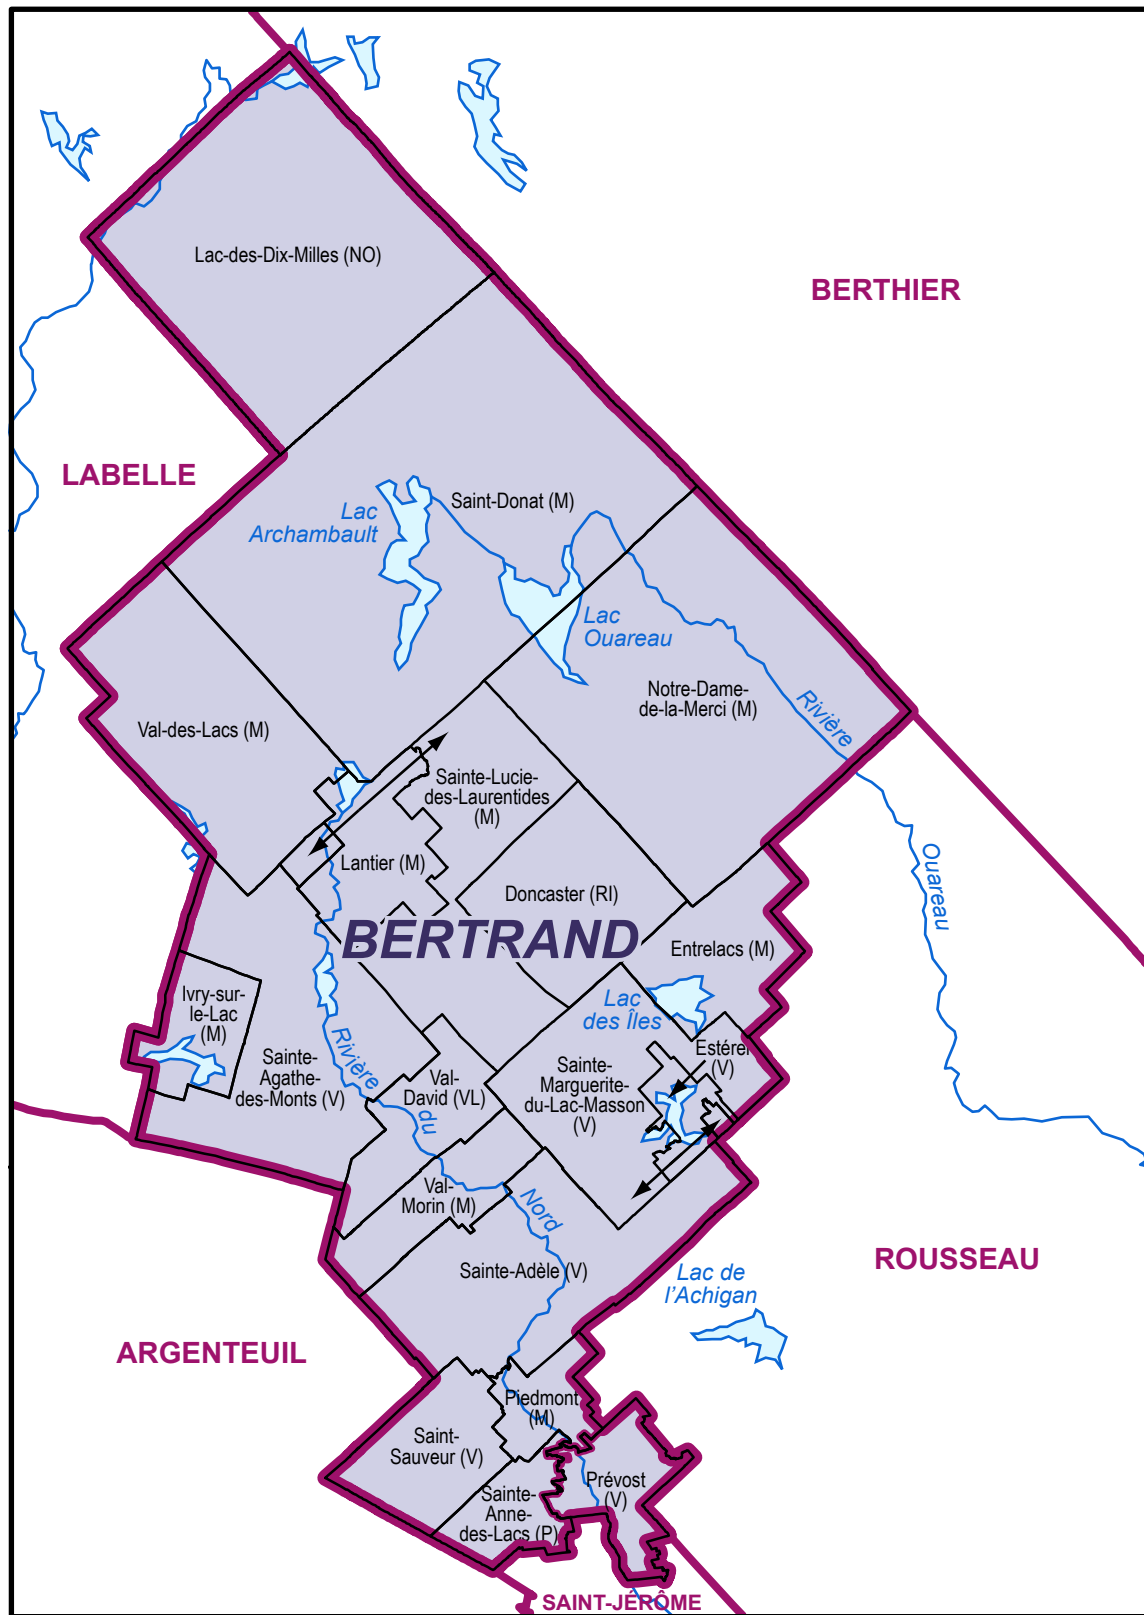 Lac-des-Dix-Milles (NO)
BERTHIER
LABELLE
Lac
Archambault
Saint-Donat (M)
Lac
Ouareau
Notre-Dame-
de-la-Merci (M)
Rivière
Ouareau
Val-des-Lacs (M)
Sainte-Lucie-
des-Laurentides
(M)
Lantier (M)
Doncaster (RI)
BERTRAND
Entrelacs (M)
Ivry-sur-
le-Lac
(M)
Lac
des Îles
Rivière
du
Nord
Sainte-
Agathe-
des-Monts (V)
Val-
David (VL)
Sainte-
Marguerite-
du-Lac-Masson
(V)
Estérel
(V)
Val-
Morin (M)
Sainte-Adèle (V)
ROUSSEAU
Lac de
l'Achigan
ARGENTEUIL
Piedmont
(M)
Saint-
Sauveur (V)
Prévost
(V)
Sainte-
Anne-
des-Lacs (P)
SAINT-JÉRÔME